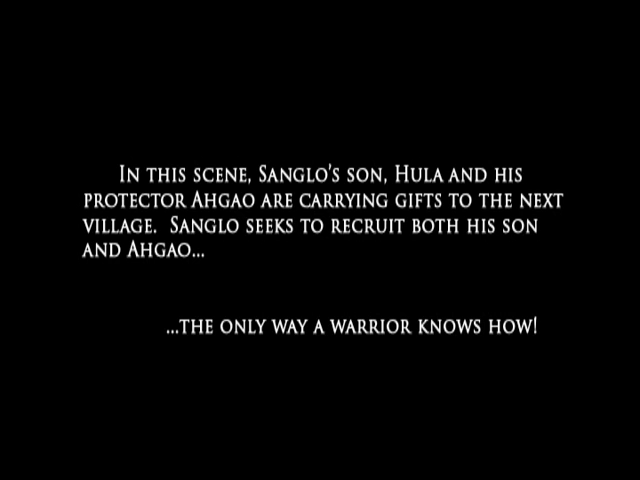 In this scene, Sanglo's son, Hula and his
protector Ahgao are carrying gifts to the next
village.  Sanglo seeks to recruit both his son
and Ahgao...
...the only way a warrior knows how!